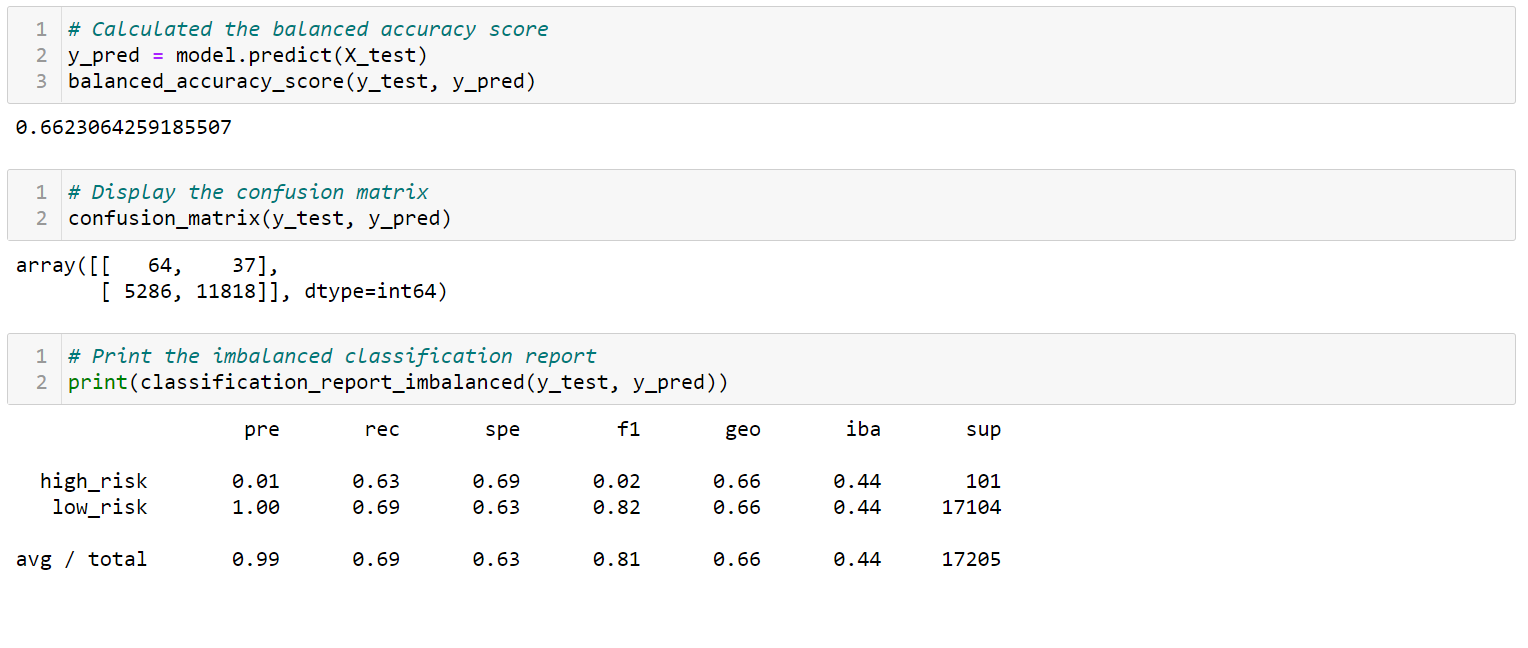 1 # Calculated the balanced accuracy score
2 y_pred = model.predict(X_test)
3 balanced_accuracy_score(y_test, y_pred)
0.6623064259185507
1 # Display the confusion matrix
2 confusion_matrix(y_test, y_pred)
array([[   64,    37],
       [ 5286, 11818]], dtype=int64)
1 # Print the imbalanced classification report
2 print(classification_report_imbalanced(y_test, y_pred))
                   pre       rec       spe        f1       geo       iba       sup
  high_risk       0.01      0.63      0.69      0.02      0.66      0.44       101
   low_risk       1.00      0.69      0.63      0.82      0.66      0.44     17104
avg / total       0.99      0.69      0.63      0.81      0.66      0.44     17205